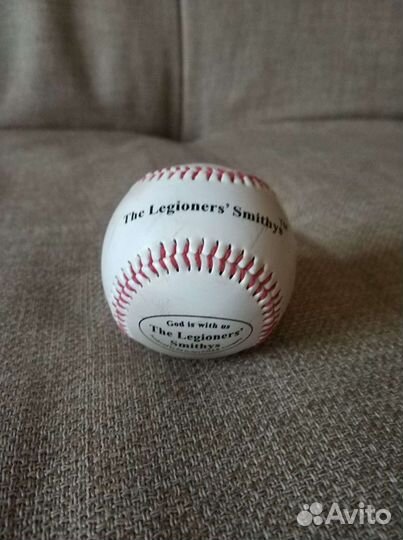 The Legioners' Smithys
God is with us
The Legioners'
Smithys
Avito